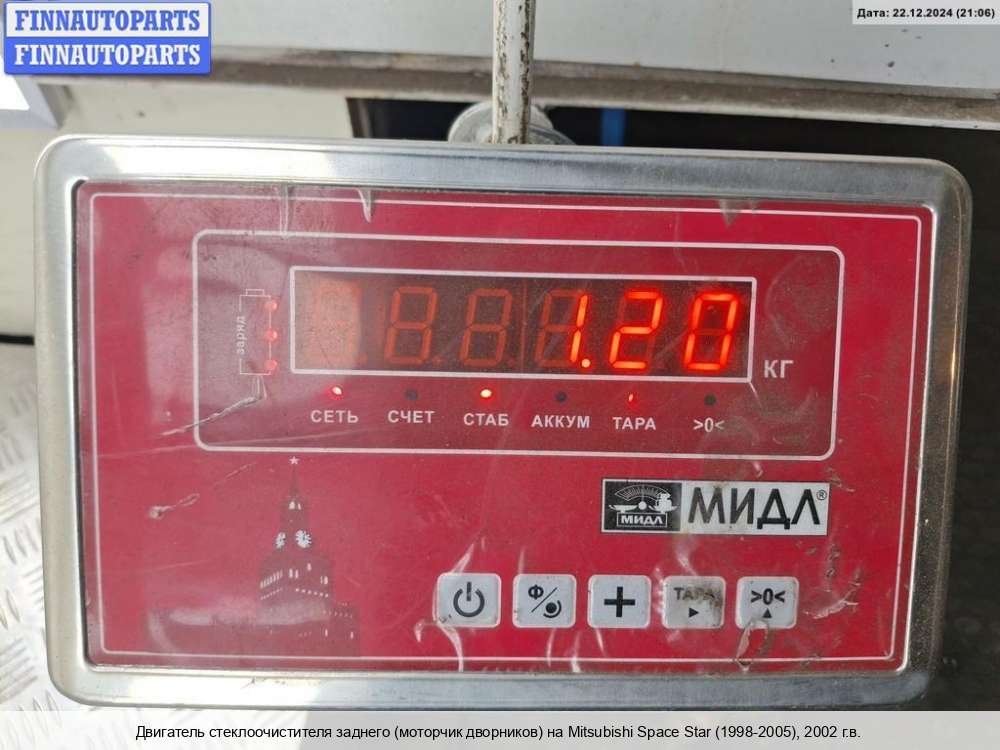 FINNAUTOPARTS
FINNAUTOPARTS
Дата: 22.12.2024 (21:06)
заряд
1.20
КГ
СЕТЬ СЧЕТ СТАБ АККУМ ТАРА >0<
МИДЛ МИДЛ®
Ф
+ ТАРА >0<
Двигатель стеклоочистителя заднего (моторчик дворников) на Mitsubishi Space Star (1998-2005), 2002 г.в.